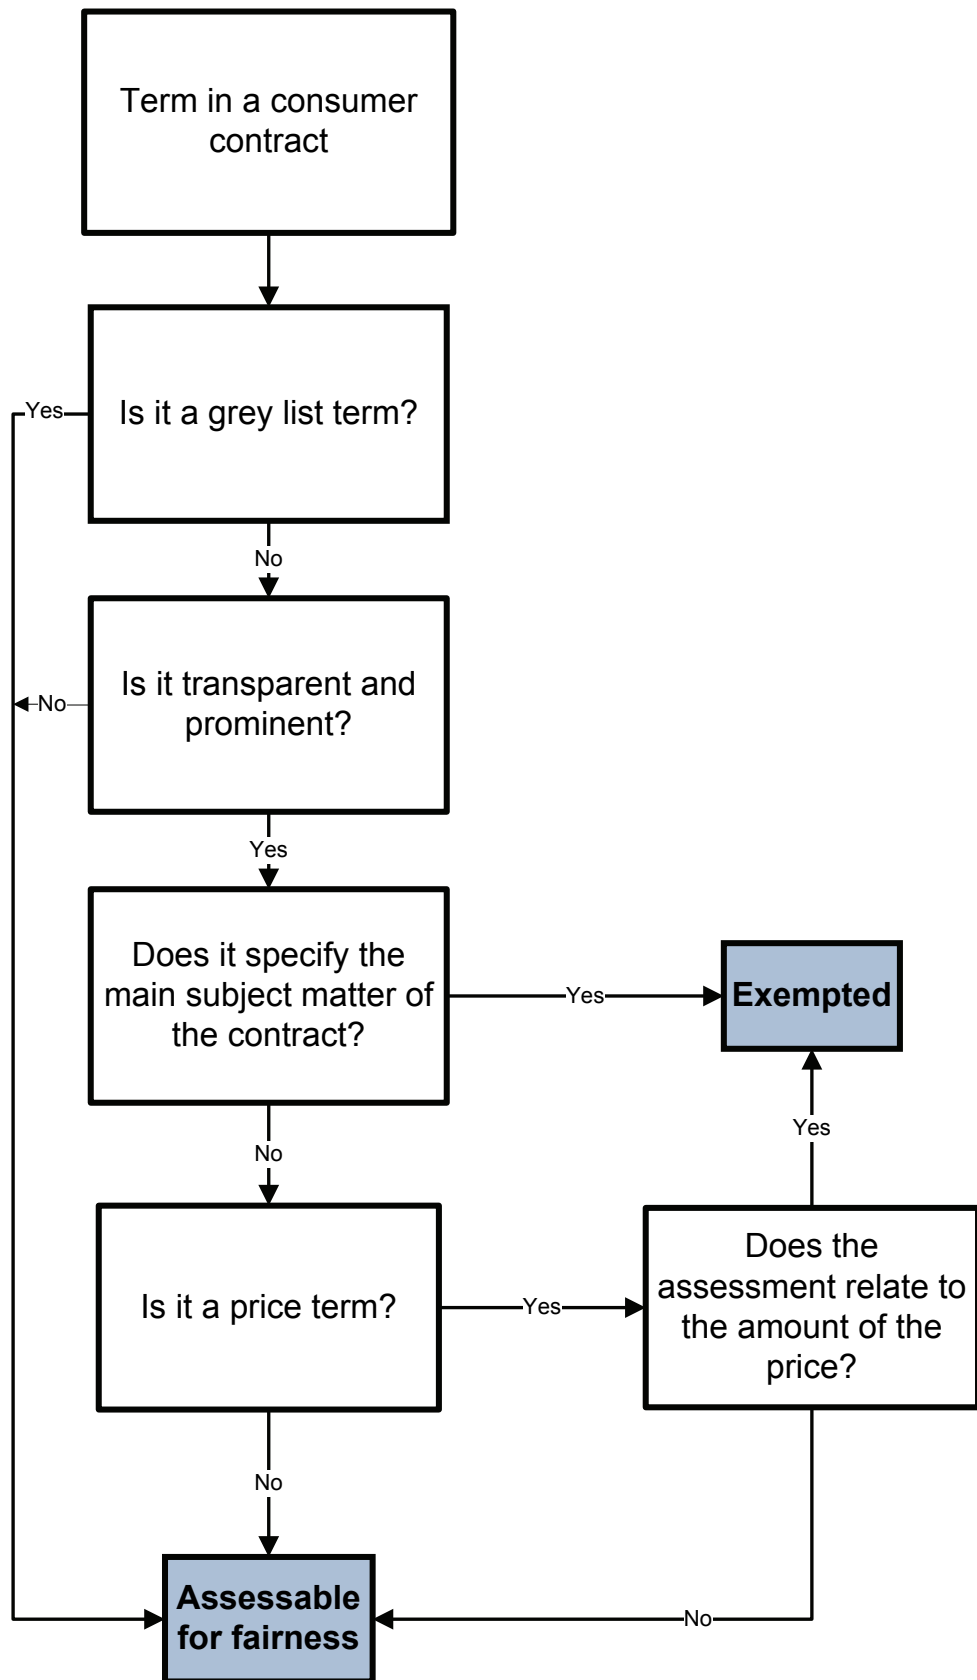 Term in a consumer
contract
Is it a grey list term?
Yes
No
Is it transparent and
prominent?
No
Yes
Does it specify the
main subject matter of
the contract?
Yes
Exempted
Yes
No
Is it a price term?
Yes
Does the
assessment relate to
the amount of the
price?
No
Assessable
for fairness
No